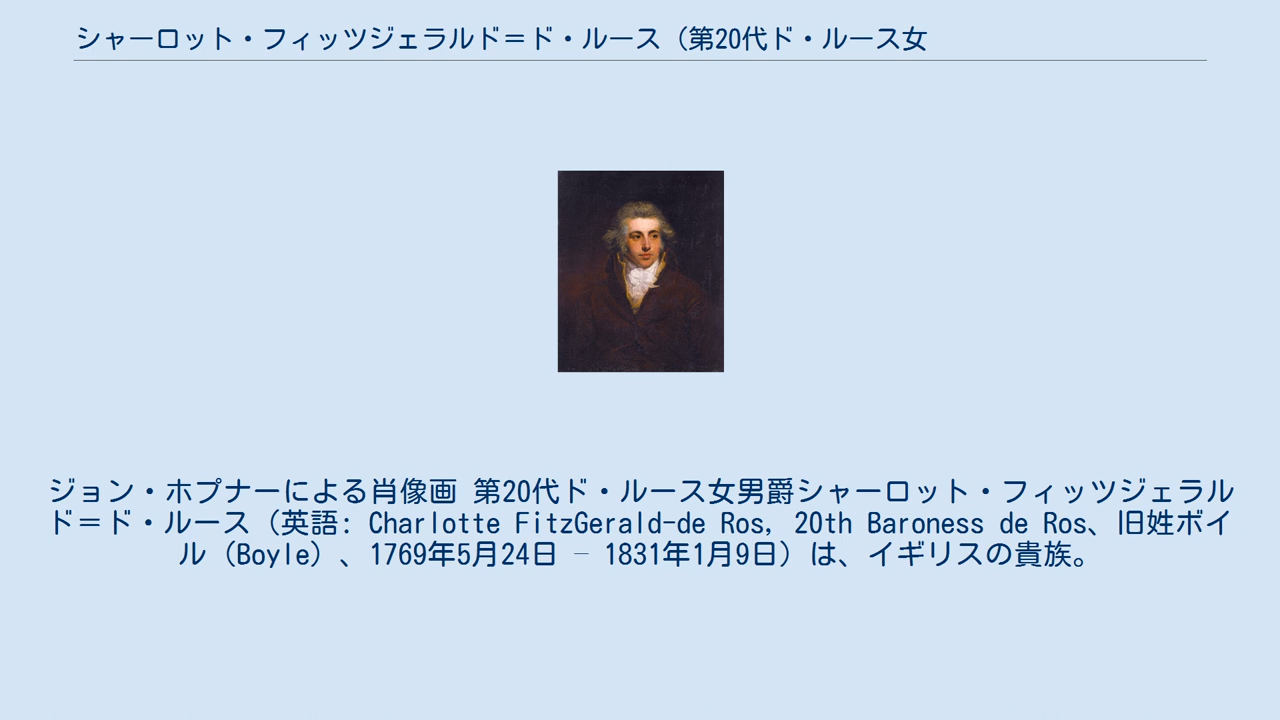 シャーロット・フィッツジェラルド＝ド・ルース（第20代ド・ルース女
ジョン・ホプナーによる肖像画 第20代ド・ルース女男爵シャーロット・フィッツジェラル
ド＝ド・ルース（英語: Charlotte FitzGerald-de Ros, 20th Baroness de Ros、旧姓ボイ
ル（Boyle）、1769年5月24日 – 1831年1月9日）は、イギリスの貴族。